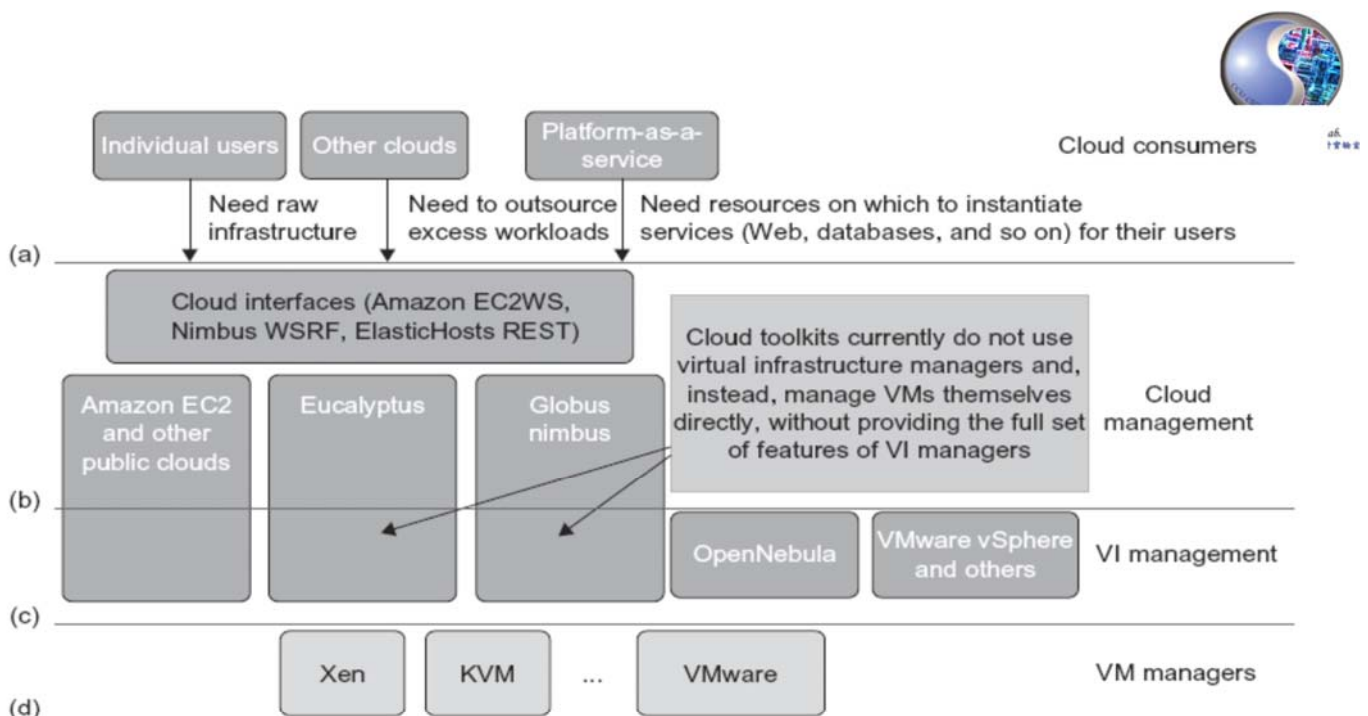 Individual users
Other clouds
Platform-as-a-
service
Cloud consumers
Need raw
infrastructure
Need to outsource
excess workloads
Need resources on which to instantiate
services (Web, databases, and so on) for their users
(a)
Cloud interfaces (Amazon EC2WS,
Nimbus WSRF, ElasticHosts REST)
Cloud toolkits currently do not use
virtual infrastructure managers and,
instead, manage VMs themselves
directly, without providing the full set
of features of VI managers
Amazon EC2
and other
public clouds
Eucalyptus
Globus
nimbus
Cloud
management
(b)
OpenNebula
VMware vSphere
and others
VI management
(c)
Xen
KVM
...
VMware
VM managers
(d)